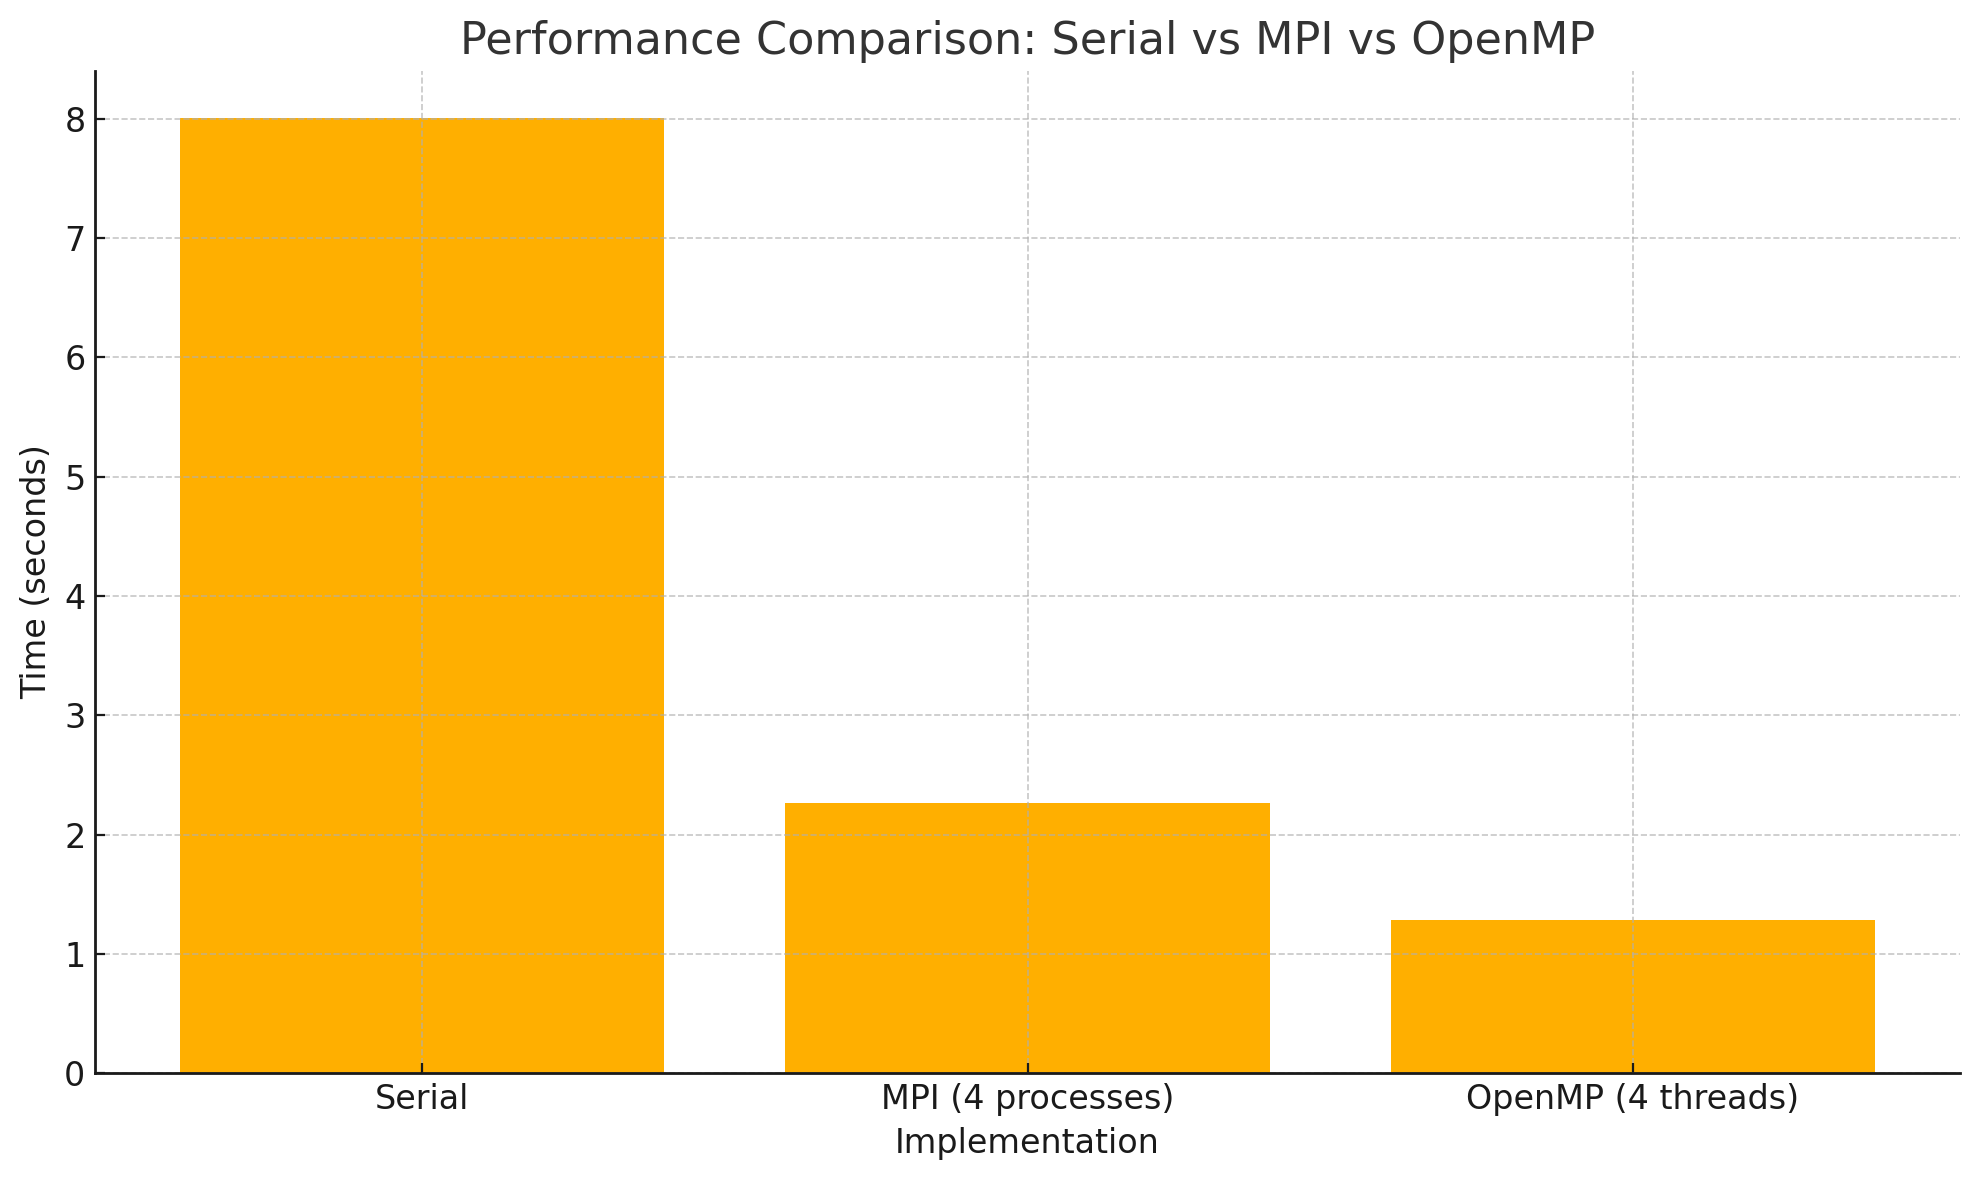 Performance Comparison: Serial vs MPI vs OpenMP
Time (seconds)
8
7
6
5
4
3
2
1
0
Serial
MPI (4 processes)
OpenMP (4 threads)
Implementation